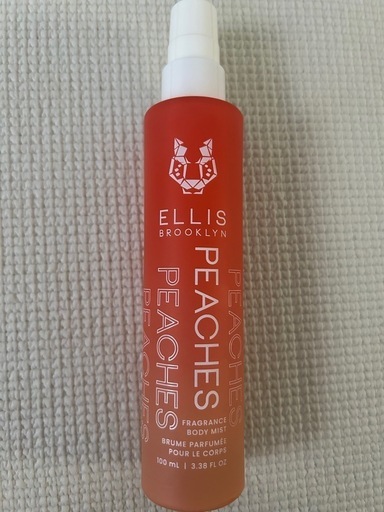 ELLIS
BROOKLYN
PEACHES
PEACHES
PEACHES
PEACHES
FRAGRANCE
BODY MIST
BRUME PARFUMÉE
POUR LE CORPS
100 mL | 3.38 FL OZ